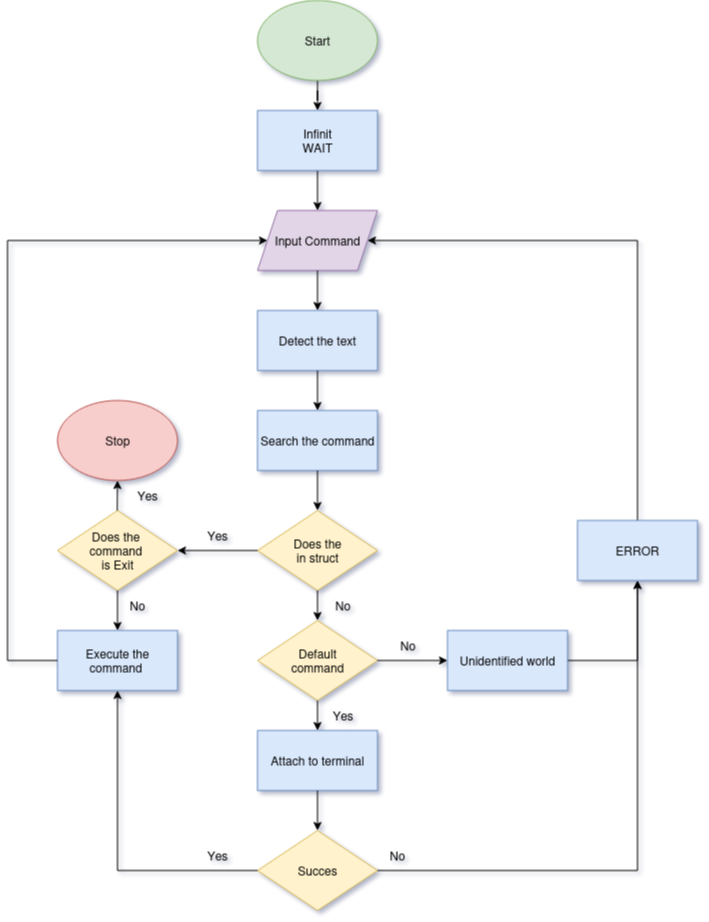 Start
Infinit
WAIT
Input Command
Detect the text
Search the command
Stop
Yes
Does the
command
is Exit
Yes
Does the
in struct
ERROR
No
No
Execute the
command
Default
command
No
Unidentified world
Yes
Attach to terminal
Yes
Succes
No